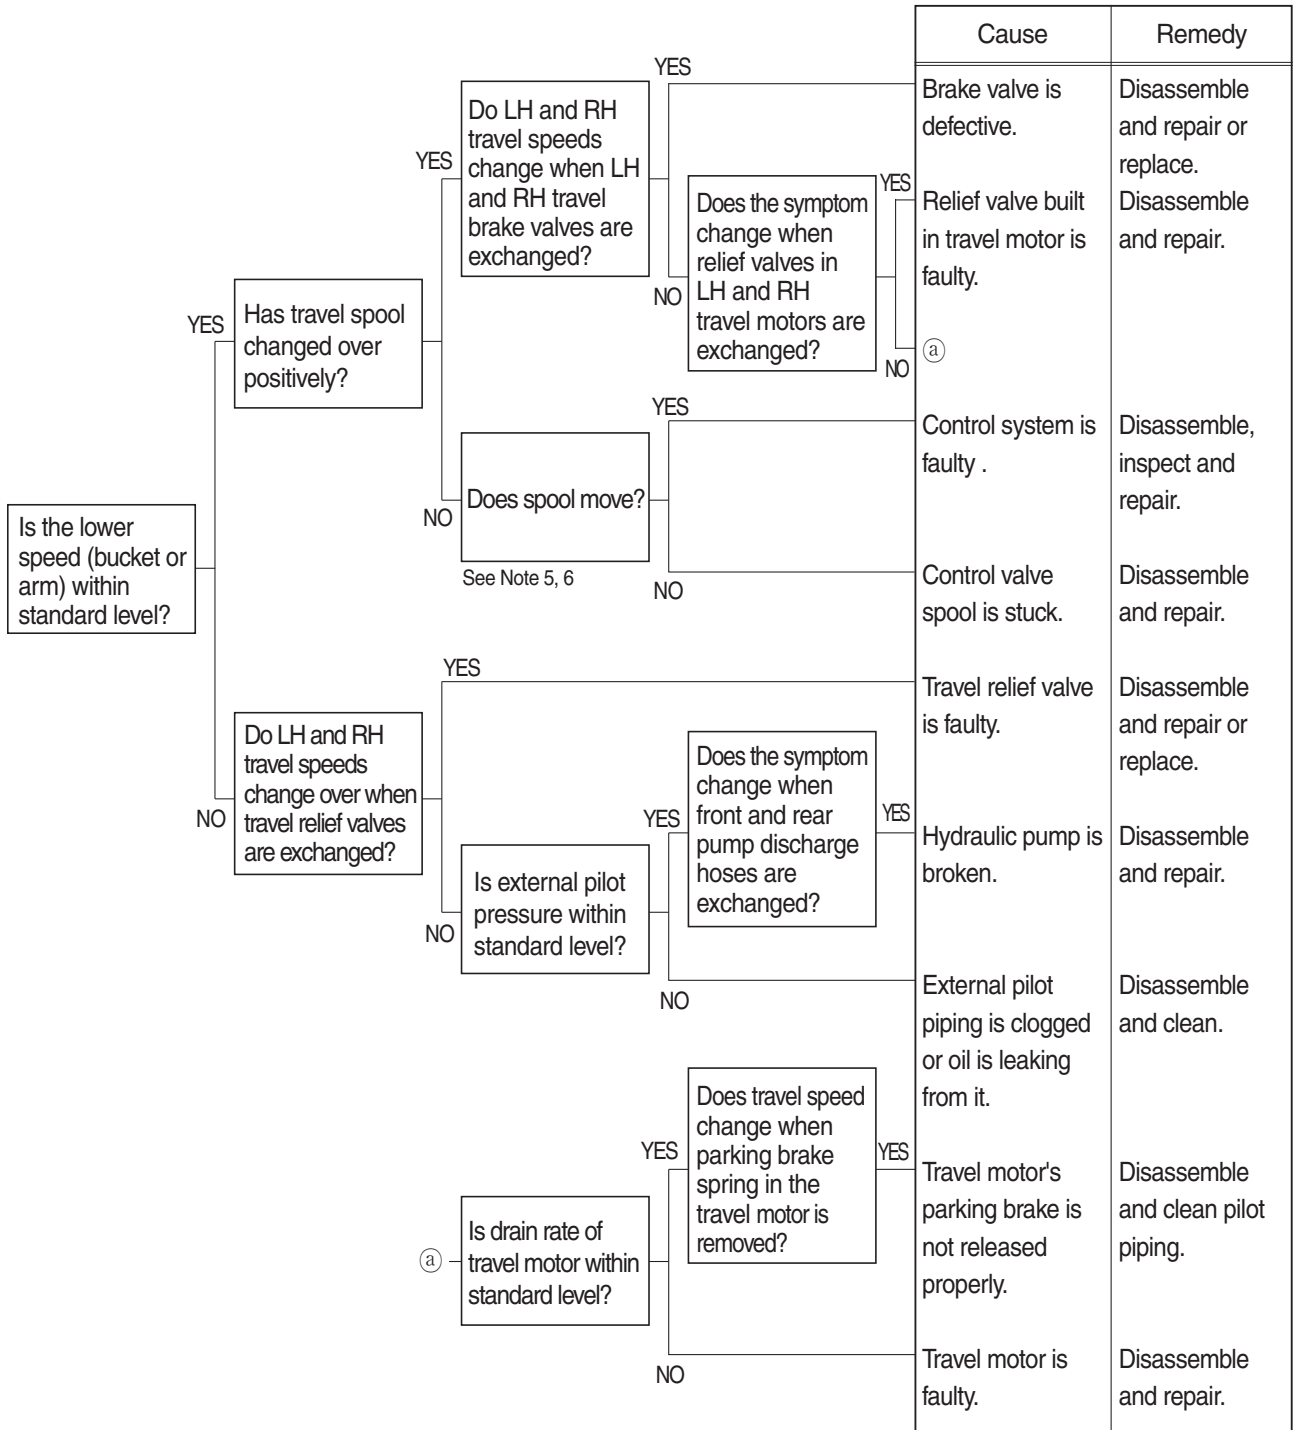 Cause
Remedy
YES
Brake valve is
defective.
Disassemble
and repair or
replace.
Do LH and RH
travel speeds
change when LH
and RH travel
brake valves are
exchanged?
YES
YES
Does the symptom
change when
relief valves in
LH and RH
travel motors are
exchanged?
Relief valve built
in travel motor is
faulty.
Disassemble
and repair.
NO
NO
ⓐ
YES
Has travel spool
changed over
positively?
YES
Control system is
faulty .
Disassemble,
inspect and
repair.
NO
Does spool move?
See Note 5, 6
NO
Control valve
spool is stuck.
Disassemble
and repair.
Is the lower
speed (bucket or
arm) within
standard level?
YES
Travel relief valve
is faulty.
Disassemble
and repair or
replace.
NO
Do LH and RH
travel speeds
change over when
travel relief valves
are exchanged?
YES
Does the symptom
change when
front and rear
pump discharge
hoses are
exchanged?
YES
Hydraulic pump is
broken.
Disassemble
and repair.
NO
Is external pilot
pressure within
standard level?
NO
External pilot
piping is clogged
or oil is leaking
from it.
Disassemble
and clean.
YES
Does travel speed
change when
parking brake
spring in the
travel motor is
removed?
YES
Travel motor's
parking brake is
not released
properly.
Disassemble
and clean pilot
piping.
ⓐ
Is drain rate of
travel motor within
standard level?
NO
Travel motor is
faulty.
Disassemble
and repair.